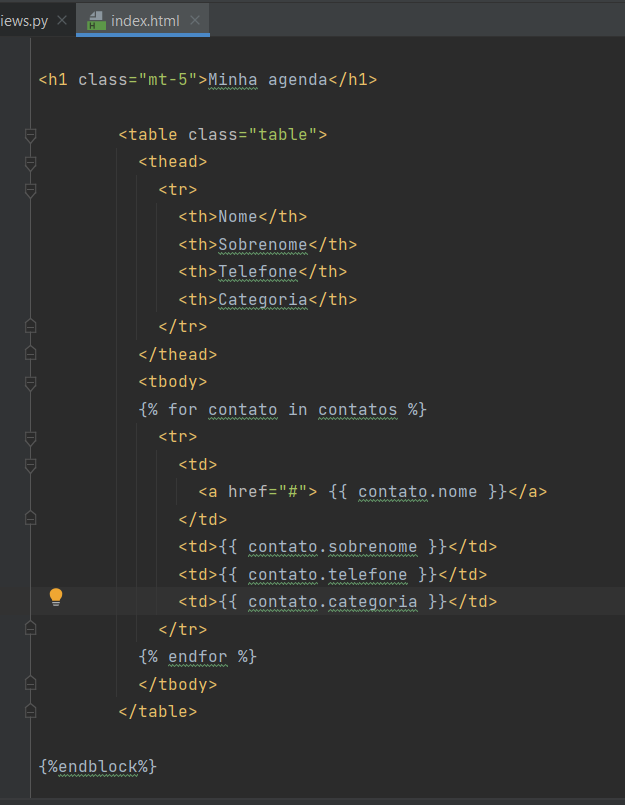 iews.py
index.html
<h1 class="mt-5">Minha agenda</h1>
<table class="table">
<thead>
<tr>
<th>Nome</th>
<th>Sobrenome</th>
<th>Telefone</th>
<th>Categoria</th>
</tr>
</thead>
<tbody>
{% for contato in contatos %}
<tr>
<td>
<a href="#"> {{ contato.nome }}</a>
</td>
<td>{{ contato.sobrenome }}</td>
<td>{{ contato.telefone }}</td>
<td>{{ contato.categoria }}</td>
</tr>
{% endfor %}
</tbody>
</table>
{%endblock%}